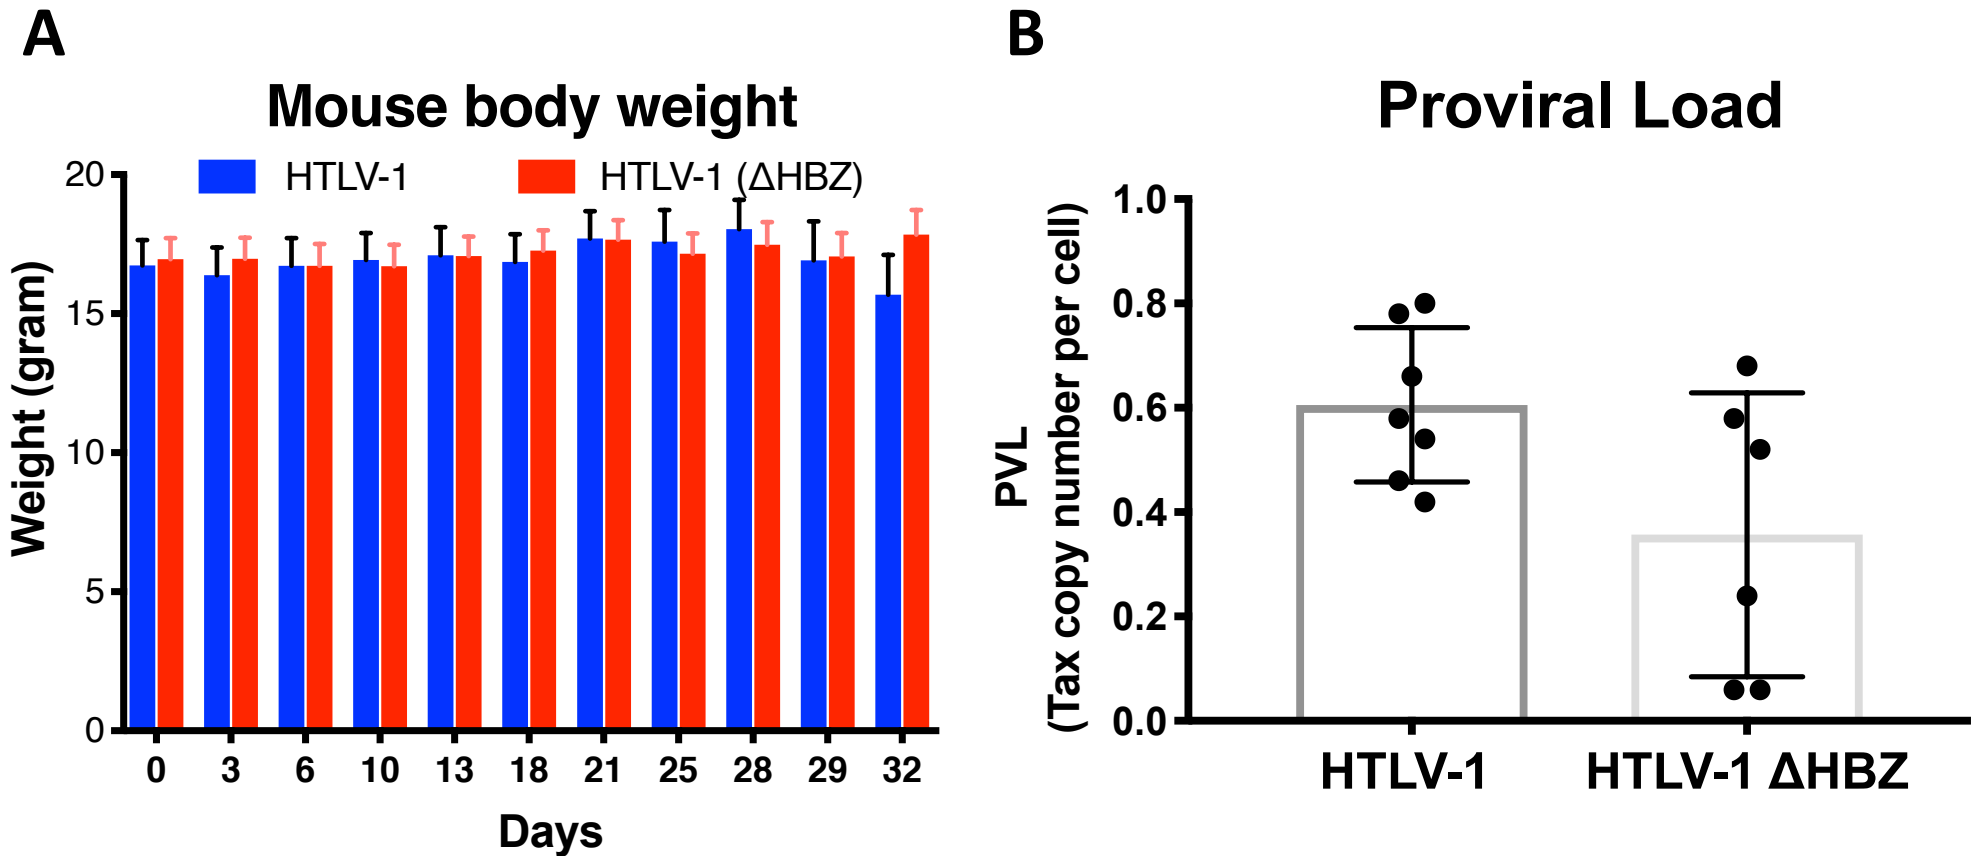 A
Mouse body weight
HTLV-1
HTLV-1 (ΔHBZ)
Weight (gram)
20
15
10
5
0
0 3 6 10 13 18 21 25 28 29 32
Days
B
Proviral Load
PVL
(Tax copy number per cell)
1.0
0.8
0.6
0.4
0.2
0.0
HTLV-1
HTLV-1 ΔHBZ